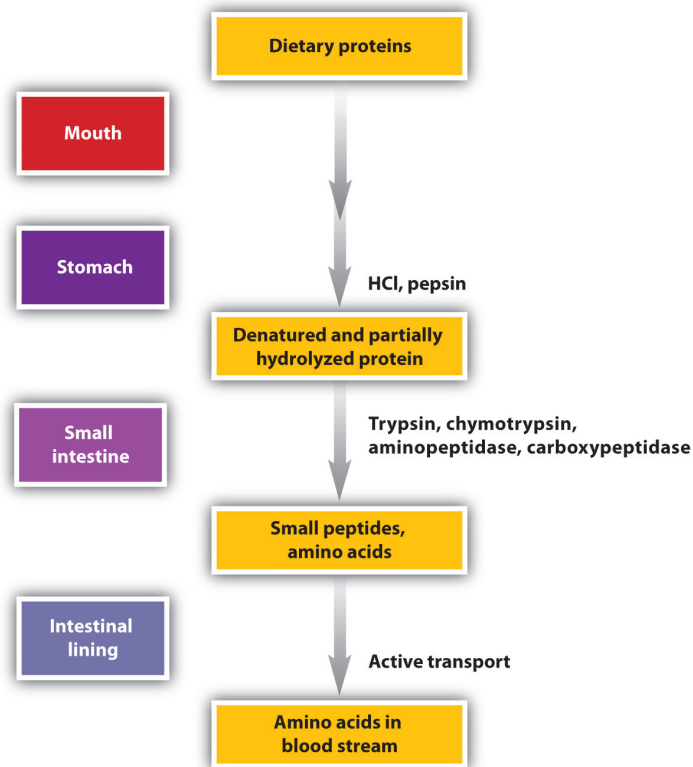 Dietary proteins
Mouth
Stomach
HCl, pepsin
Denatured and partially
hydrolyzed protein
Small
intestine
Trypsin, chymotrypsin,
aminopeptidase, carboxypeptidase
Small peptides,
amino acids
Intestinal
lining
Active transport
Amino acids in
blood stream